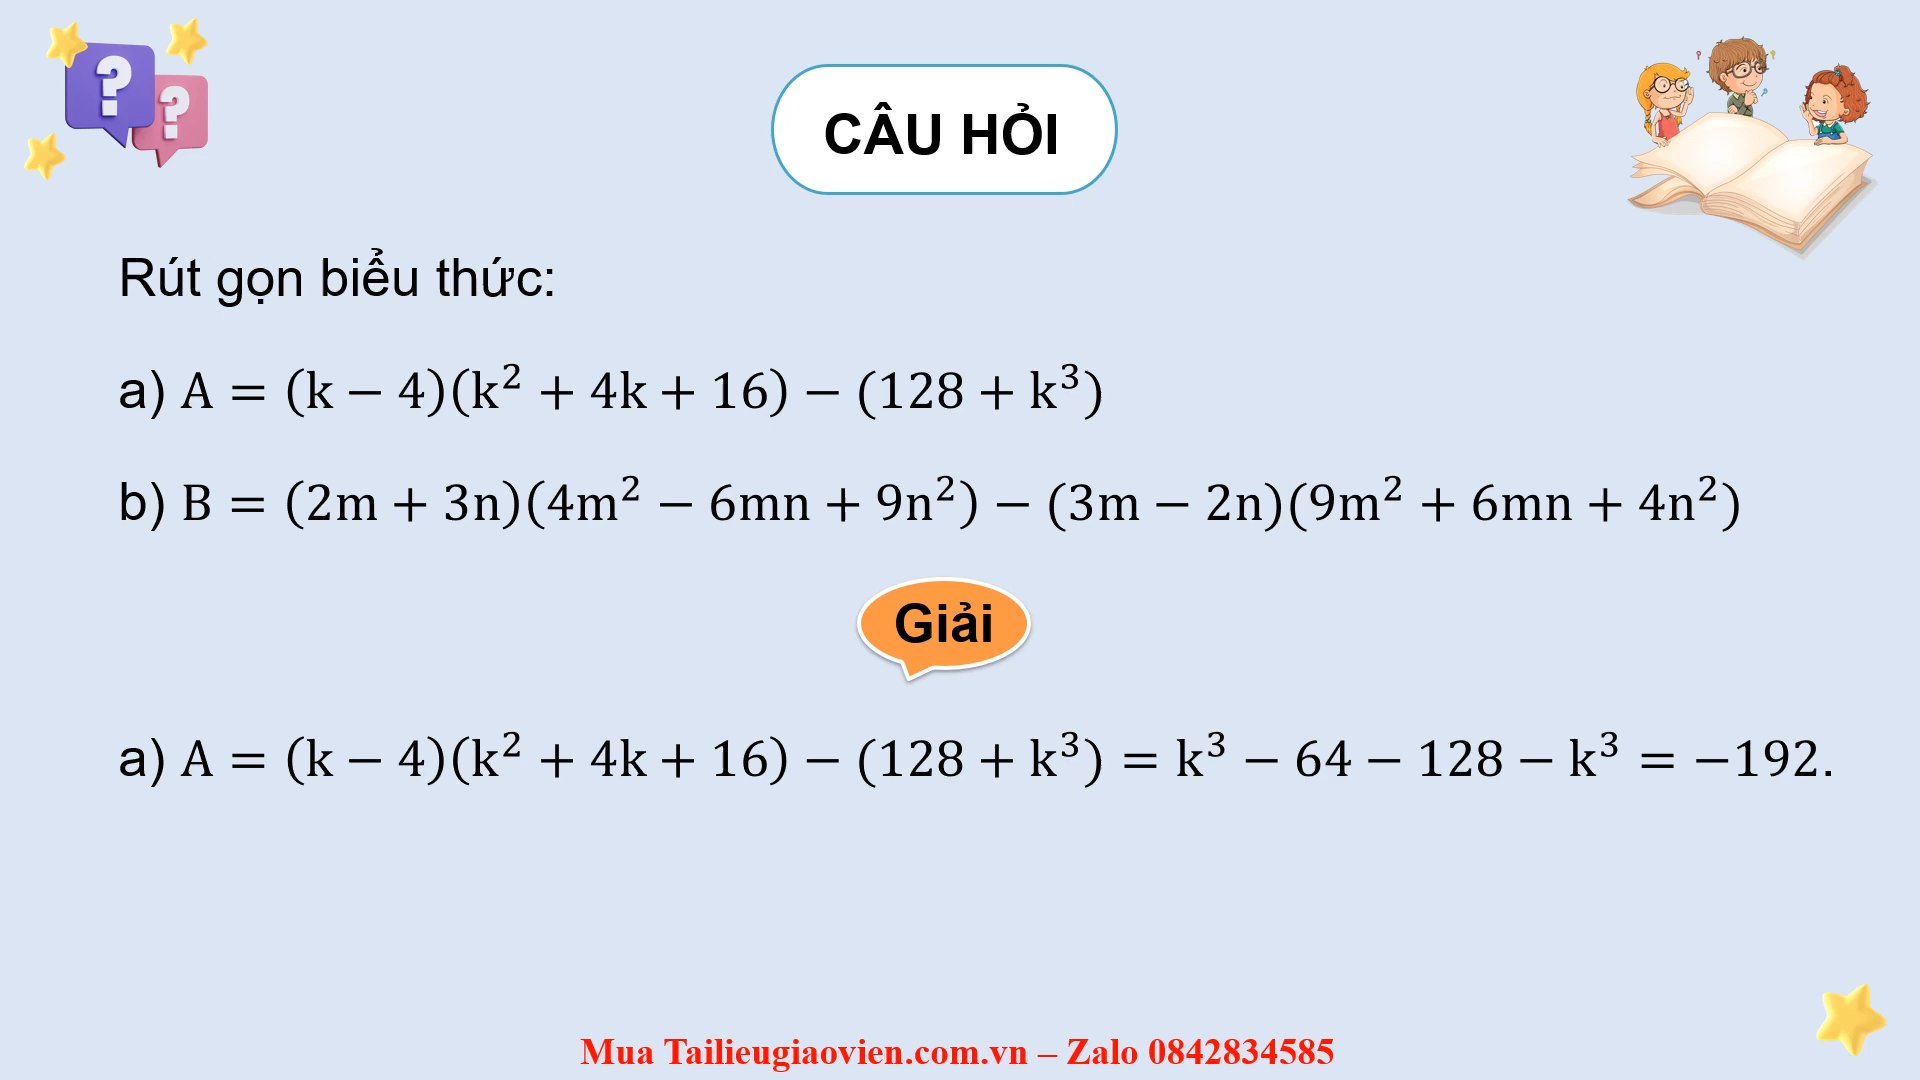 ? ?
CÂU HỎI
Rút gọn biểu thức:
a) A = (k − 4)(k² + 4k + 16) − (128 + k³)
b) B = (2m + 3n)(4m² − 6mn + 9n²) − (3m − 2n)(9m² + 6mn + 4n²)
Giải
a) A = (k − 4)(k² + 4k + 16) − (128 + k³) = k³ − 64 − 128 − k³ = −192.
Mua Tailieugiaovien.com.vn – Zalo 0842834585